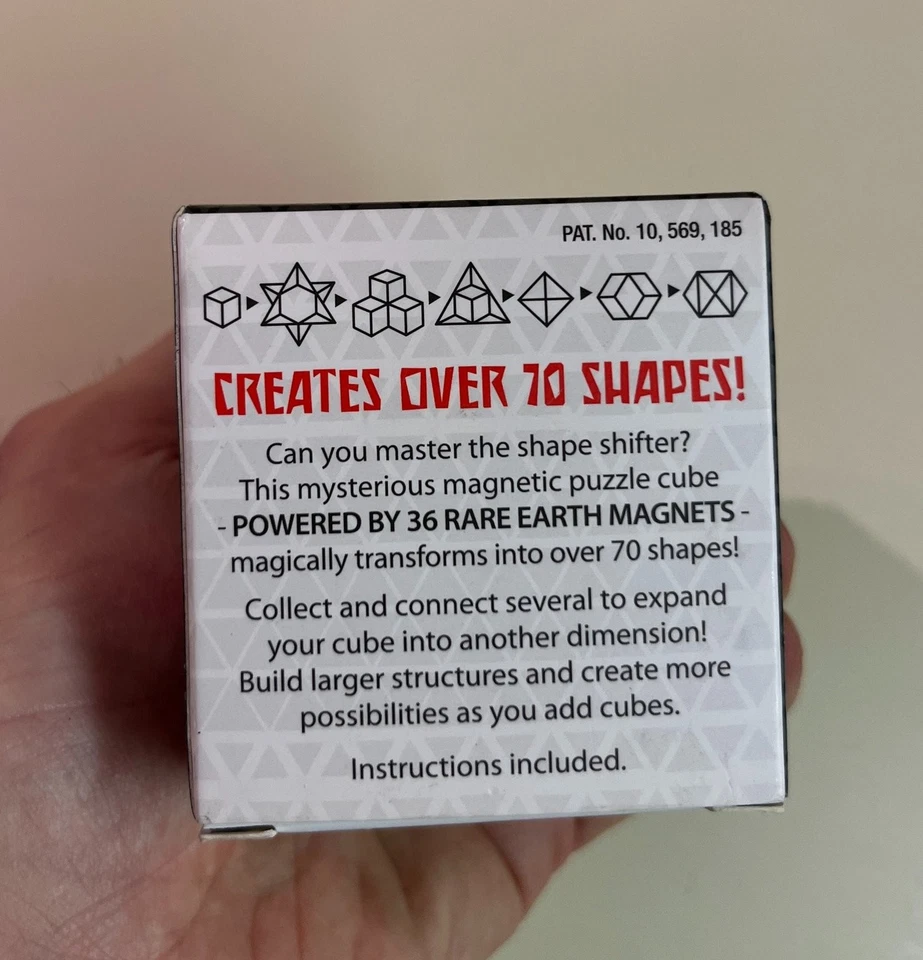 PAT. No. 10, 569, 185
CREATES OVER 70 SHAPES!
Can you master the shape shifter?
This mysterious magnetic puzzle cube
- POWERED BY 36 RARE EARTH MAGNETS -
magically transforms into over 70 shapes!
Collect and connect several to expand
your cube into another dimension!
Build larger structures and create more
possibilities as you add cubes.
Instructions included.